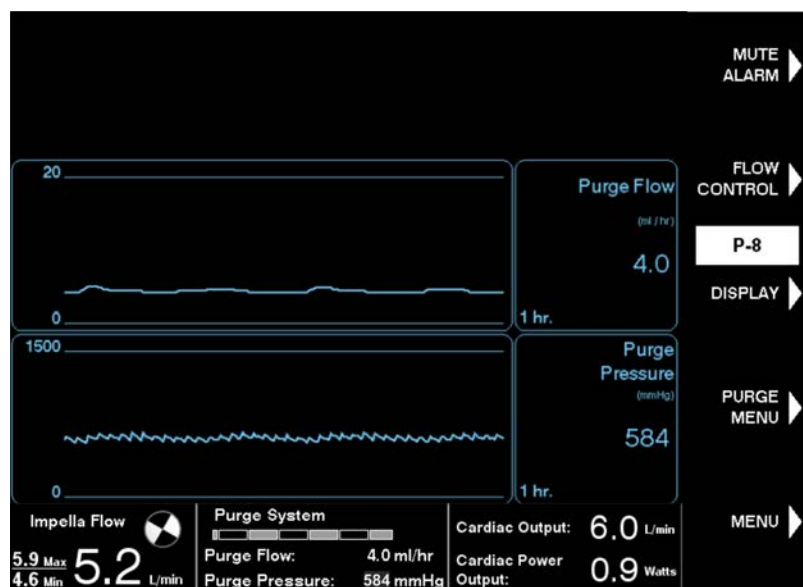 MUTE
ALARM
20
Purge Flow
(ml / hr)
4.0
0
1 hr.
FLOW
CONTROL
P-8
DISPLAY
1500
Purge
Pressure
(mmHg)
584
0
1 hr.
PURGE
MENU
Impella Flow
5.9 Max
4.6 Min
5.2 L/min
Purge System
Purge Flow: 4.0 ml/hr
Purge Pressure: 584 mmHg
Cardiac Output: 6.0 L/min
Cardiac Power
Output: 0.9 Watts
MENU